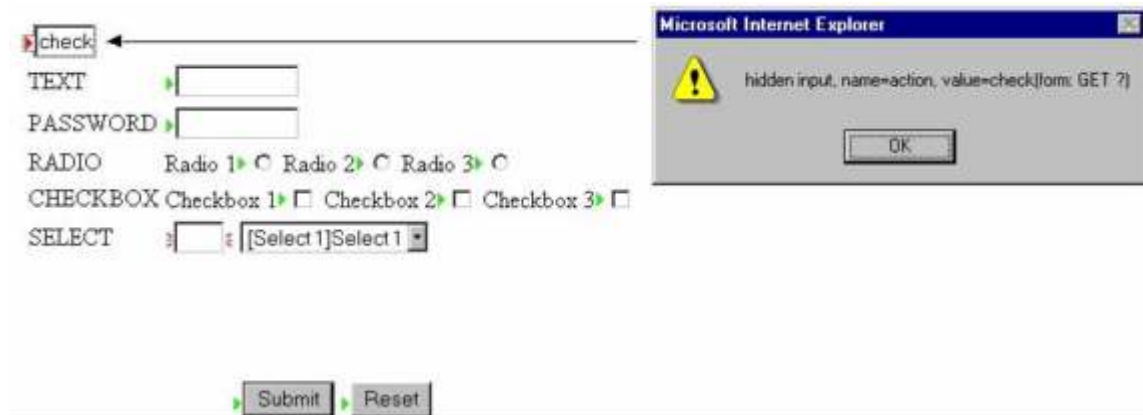 check
TEXT
PASSWORD
RADIO Radio 1 Radio 2 Radio 3
CHECKBOX Checkbox 1 Checkbox 2 Checkbox 3
SELECT [Select 1]Select 1
Submit Reset
Microsoft Internet Explorer
hidden input, name=action, value=check(form: GET ?)
OK